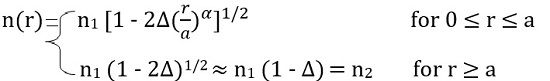 n(r)= n₁ [1 - 2Δ(r/a)^α]^1/2 for 0 ≤ r ≤ a
n₁ (1 - 2Δ)^1/2 ≈ n₁ (1 - Δ) = n₂ for r ≥ a